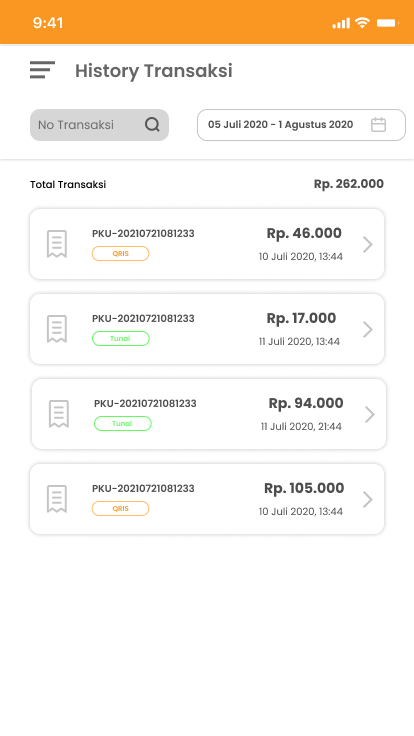 9:41
History Transaksi
No Transaksi
05 Juli 2020 - 1 Agustus 2020
Total Transaksi
Rp. 262.000
PKU-20210721081233
Rp. 46.000
QRIS
10 Juli 2020, 13:44
PKU-20210721081233
Rp. 17.000
Tunai
11 Juli 2020, 13:44
PKU-20210721081233
Rp. 94.000
Tunai
11 Juli 2020, 21:44
PKU-20210721081233
Rp. 105.000
QRIS
10 Juli 2020, 13:44